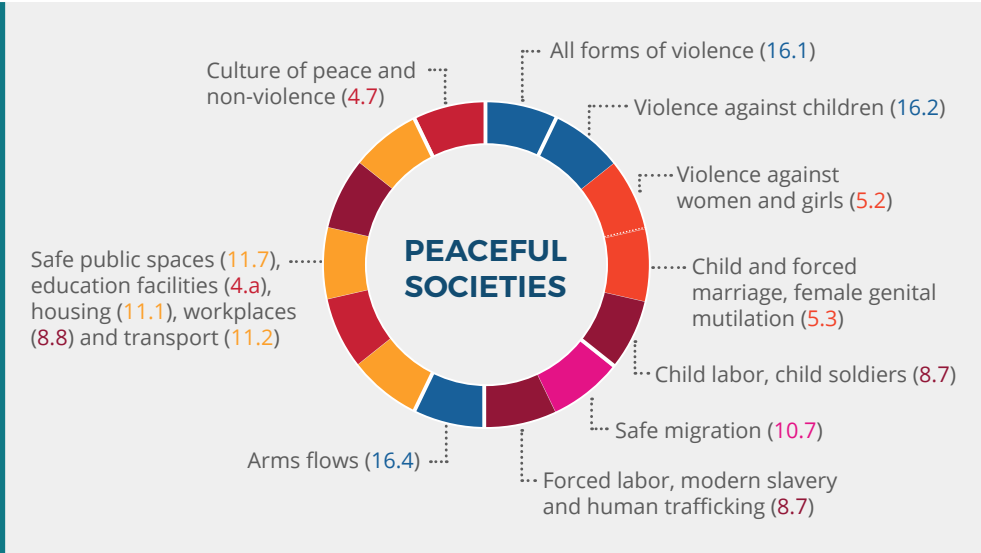 PEACEFUL
SOCIETIES
All forms of violence (16.1)
Violence against children (16.2)
Violence against
women and girls (5.2)
Child and forced
marriage, female genital
mutilation (5.3)
Child labor, child soldiers (8.7)
Safe migration (10.7)
Forced labor, modern slavery
and human trafficking (8.7)
Arms flows (16.4)
Safe public spaces (11.7),
education facilities (4.a),
housing (11.1), workplaces
(8.8) and transport (11.2)
Culture of peace and
non-violence (4.7)